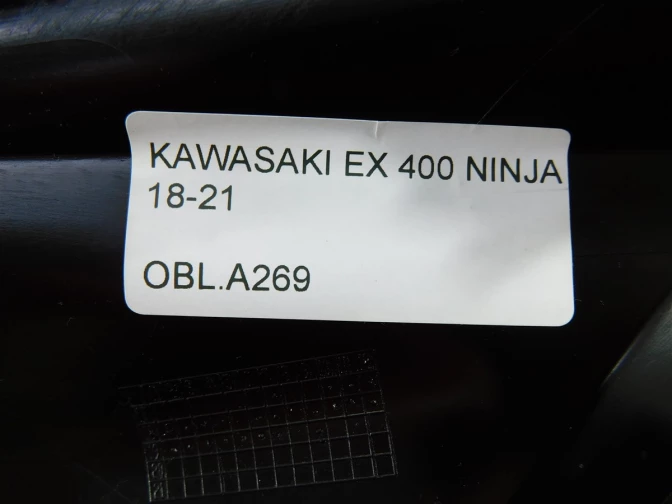 KAWASAKI EX 400 NINJA
18-21
OBL.A269